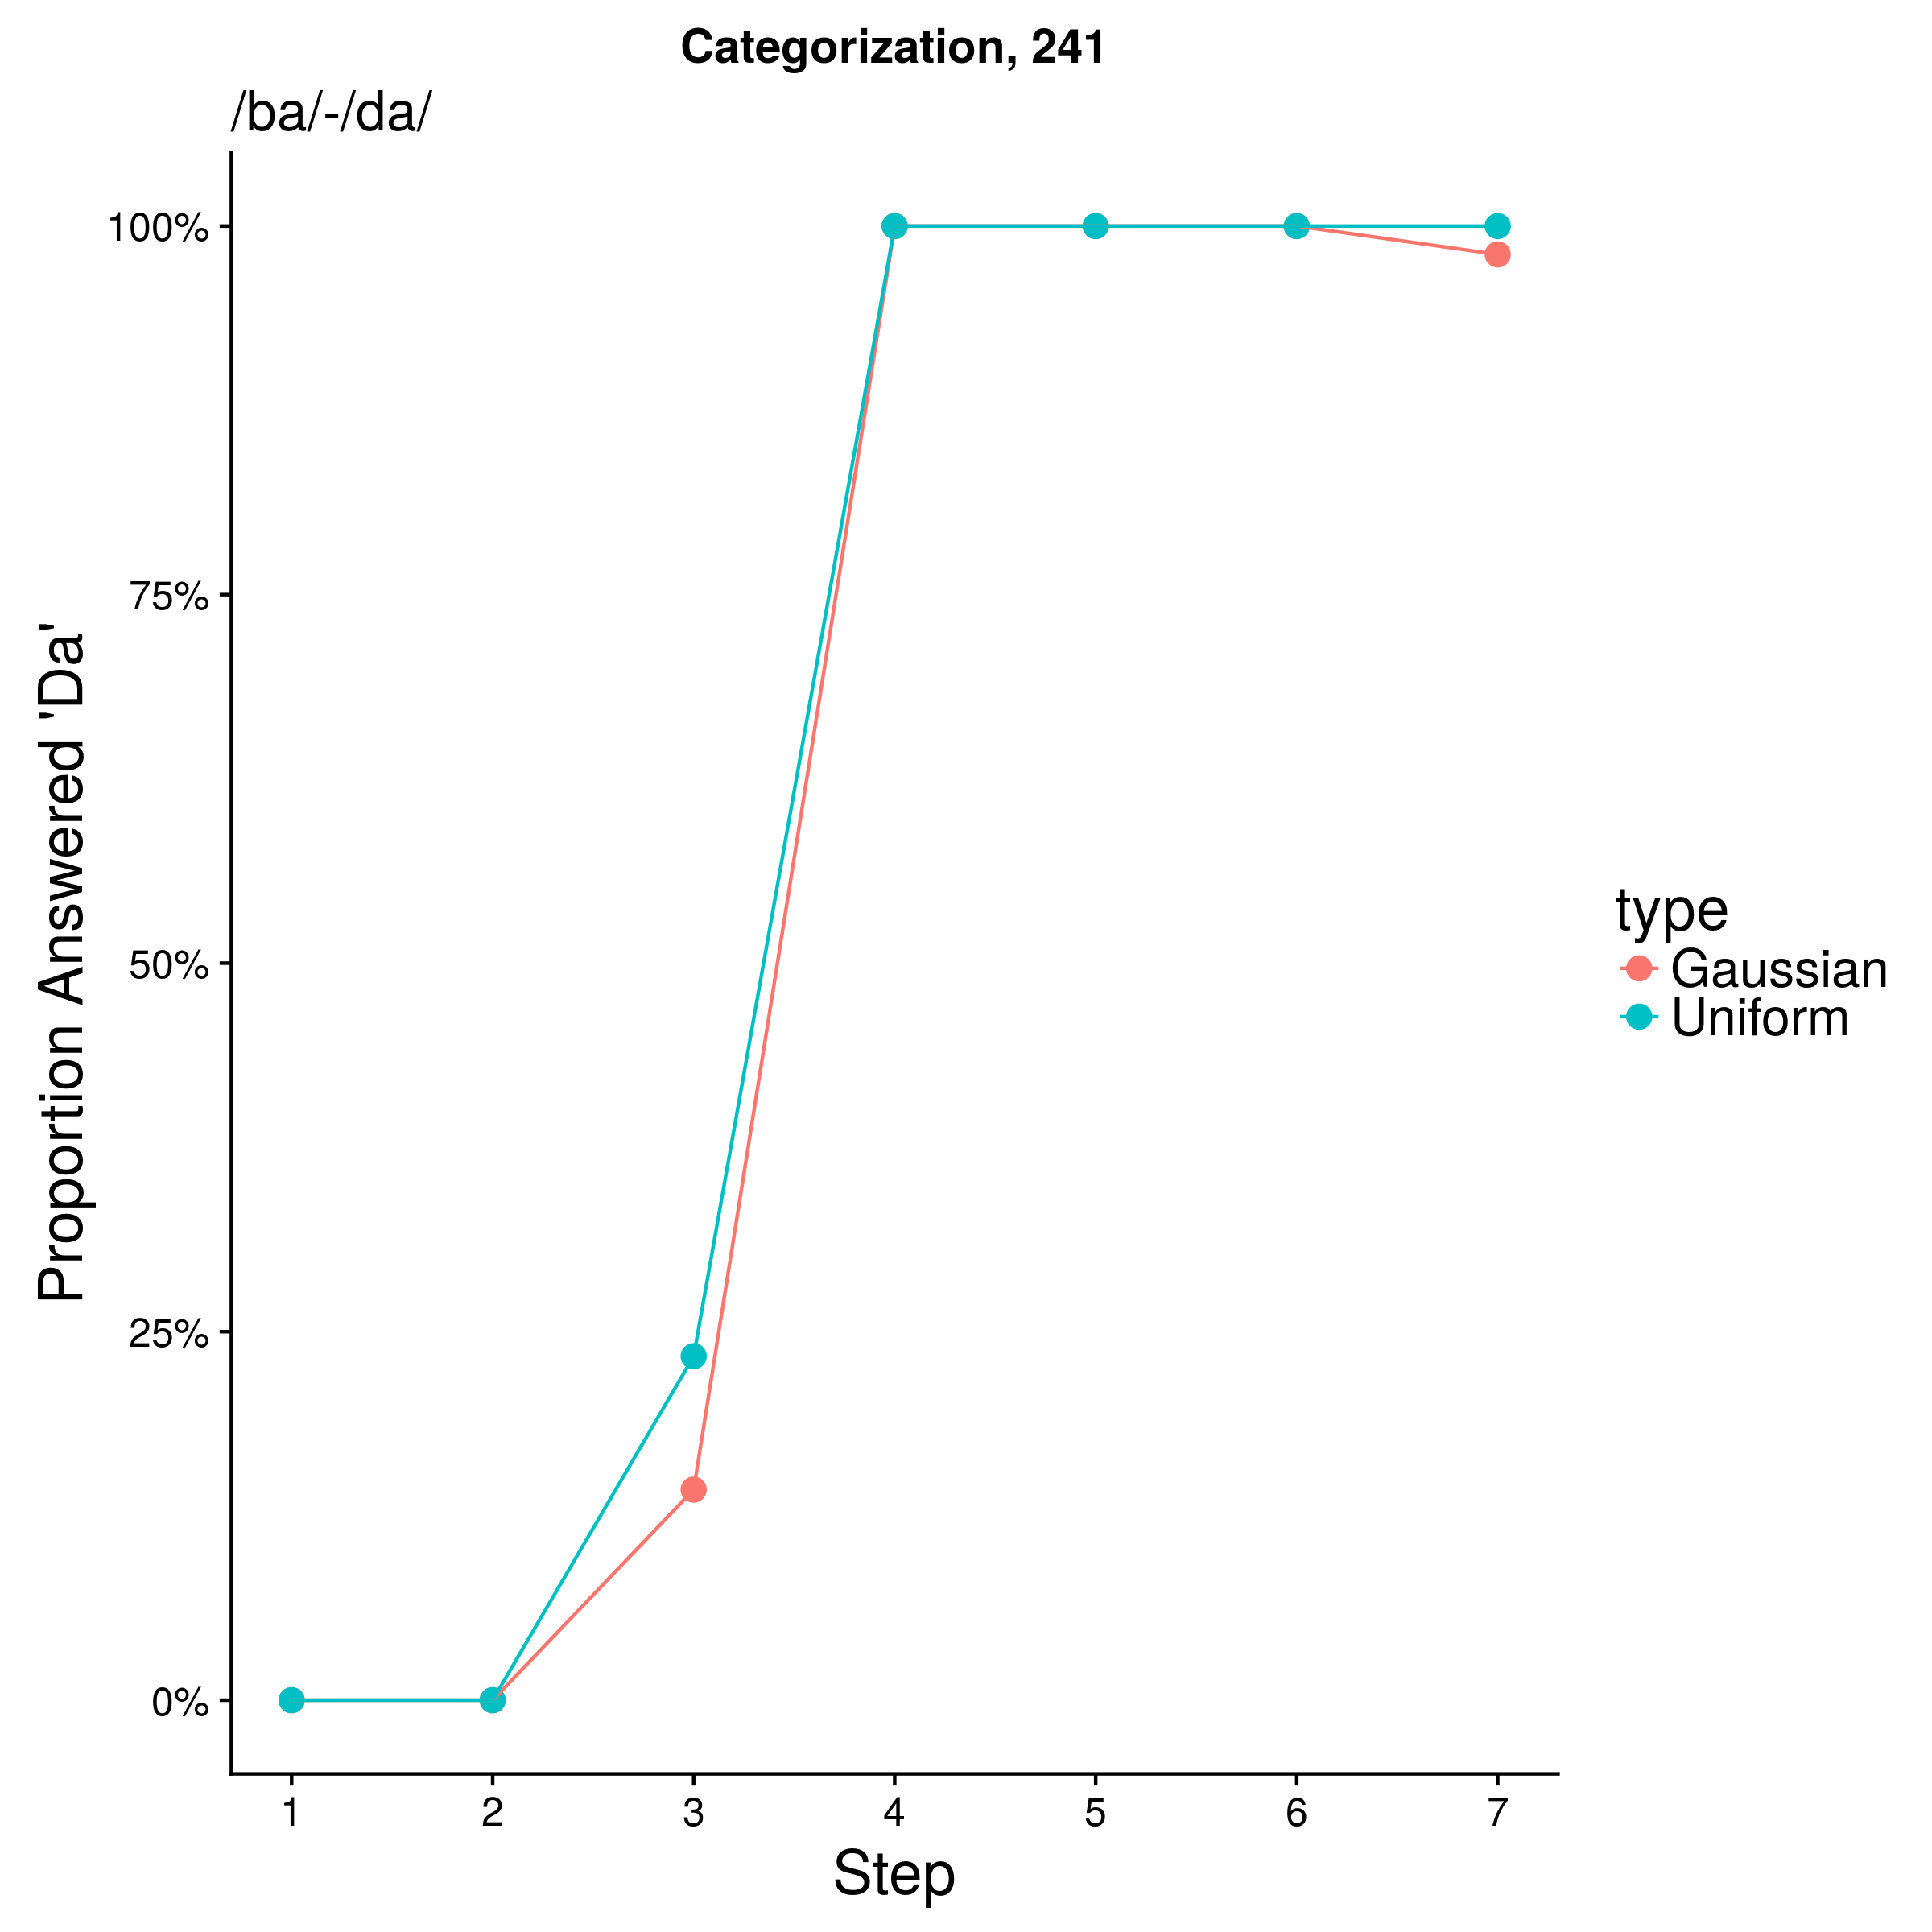 Categorization, 241
/ba/-/da/
Proportion Answered 'Da'
100%
75%
50%
25%
0%
1 2 3 4 5 6 7
Step
type
Gaussian
Uniform